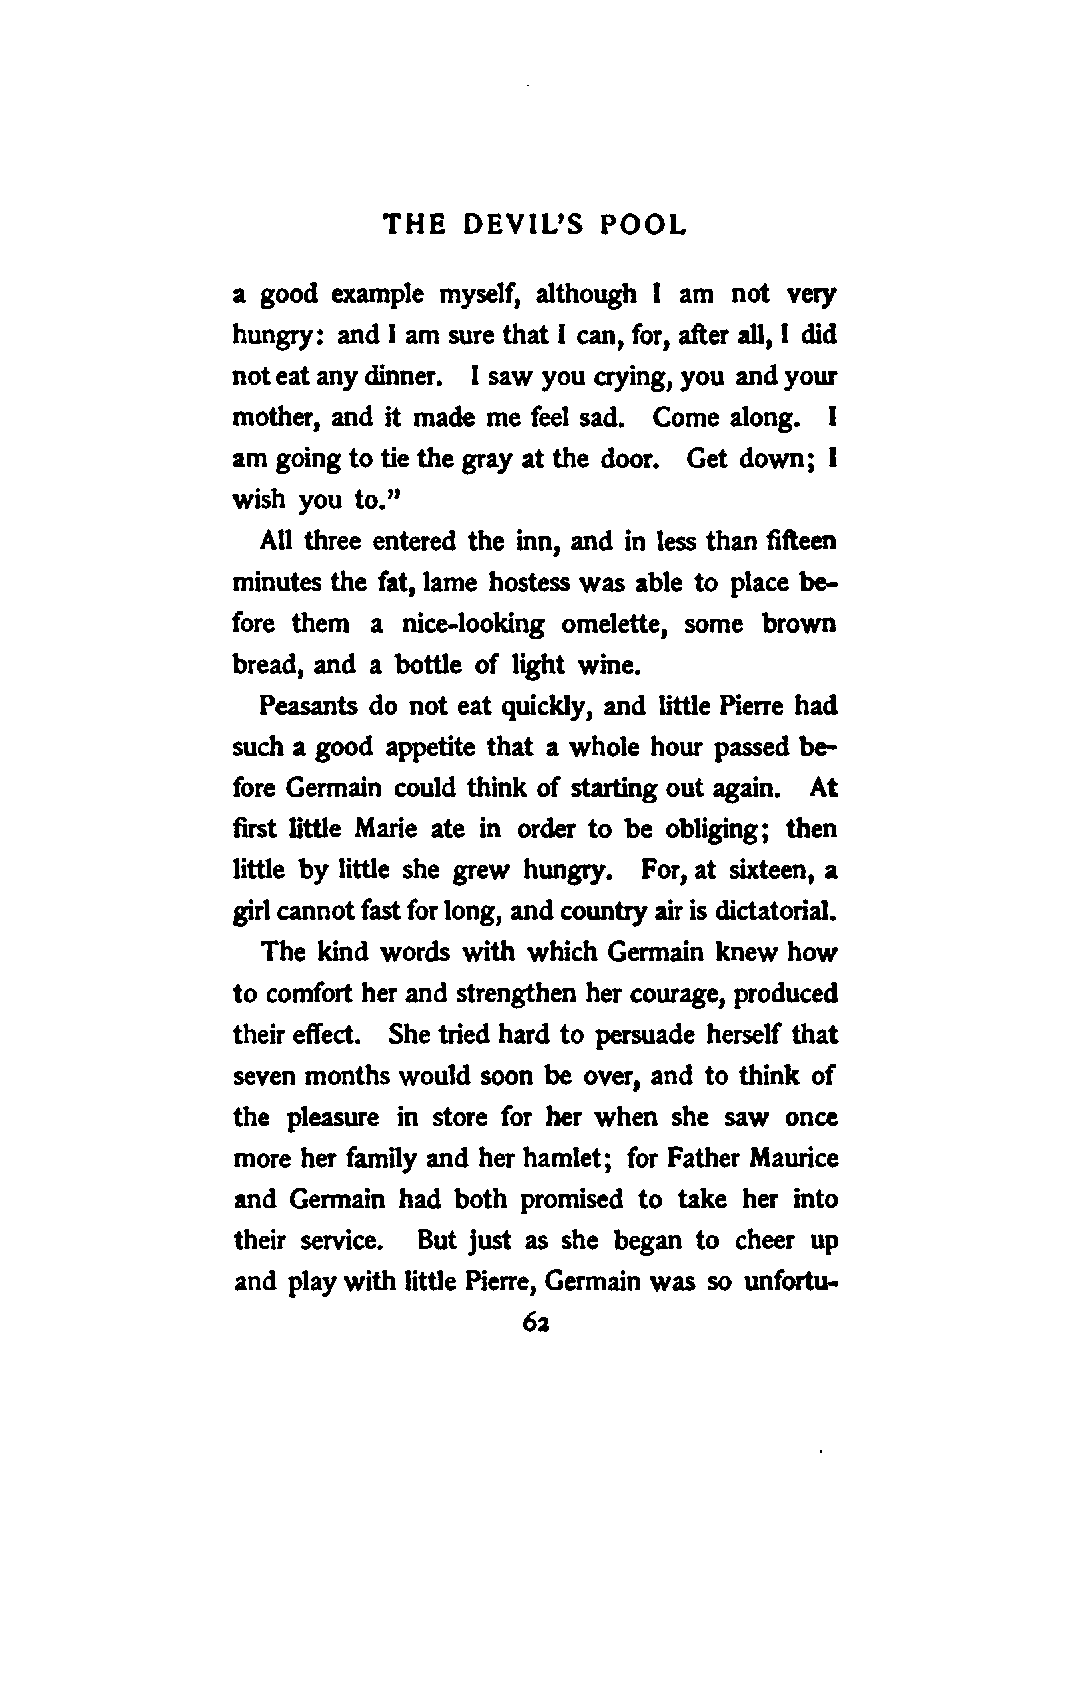 THE DEVIL'S POOL
a good example myself, although I am not very
hungry: and I am sure that I can, for, after all, I did
not eat any dinner. I saw you crying, you and your
mother, and it made me feel sad. Come along. I
am going to tie the gray at the door. Get down; I
wish you to."
All three entered the inn, and in less than fifteen
minutes the fat, lame hostess was able to place be-
fore them a nice-looking omelette, some brown
bread, and a bottle of light wine.
Peasants do not eat quickly, and little Pierre had
such a good appetite that a whole hour passed be-
fore Germain could think of starting out again. At
first little Marie ate in order to be obliging; then
little by little she grew hungry. For, at sixteen, a
girl cannot fast for long, and country air is dictatorial.
The kind words with which Germain knew how
to comfort her and strengthen her courage, produced
their effect. She tried hard to persuade herself that
seven months would soon be over, and to think of
the pleasure in store for her when she saw once
more her family and her hamlet; for Father Maurice
and Germain had both promised to take her into
their service. But just as she began to cheer up
and play with little Pierre, Germain was so unfortu-
62